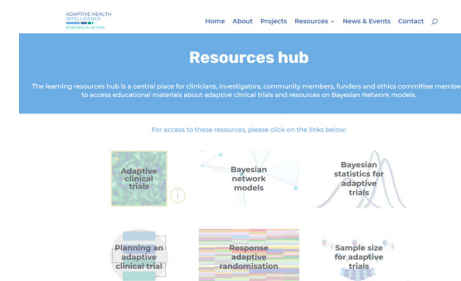 ADAPTIVE HEALTH
INTELLIGENCE
EVIDENCE IN ACTION
Home About Projects Resources News & Events Contact
Resources hub
The learning resources hub is a central place for clinicians, investigators, community members, funders and ethics committee membe
to access educational materials about adaptive clinical trials and resources on Bayesian Network models.
For access to these resources, please click on the links below:
Adaptive
clinical
trials
Bayesian
network
models
Bayesian
statistics for
adaptive
trials
Planning an
adaptive
clinical trial
Response
adaptive
randomisation
Sample size
for adaptive
trials